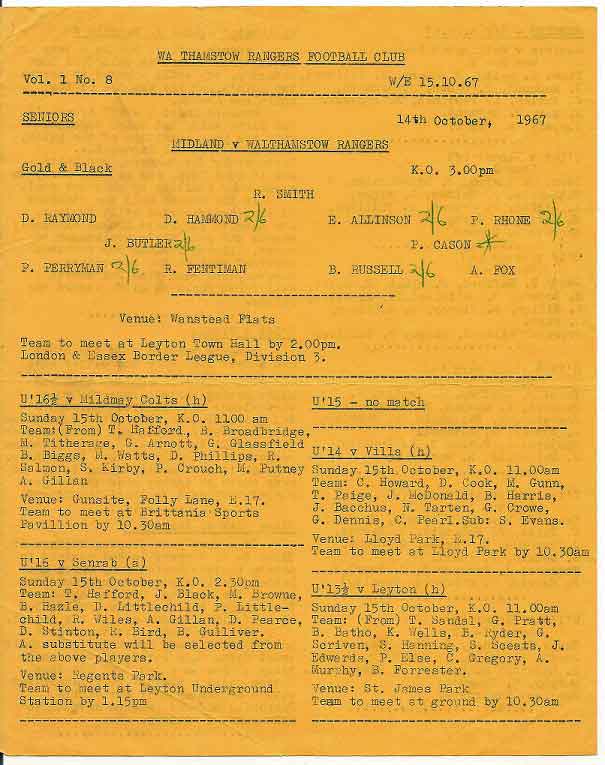 WA THAMSTOW RANGERS FOOTBALL CLUB
Vol. 1 No. 8 W/E 15.10.67
SENIORS 14th October, 1967
MIDLAND v WALTHAMSTOW RANGERS
Gold & Black K.O. 3.00pm
R. SMITH
D. RAYMOND D. HAMMOND 2/6 E. ALLINSON 2/6 P. RHONE 2/6
J. BUTLER 2/6 P. CASON
P. PERRYMAN 2/6 R. FENTIMAN B. RUSSELL 2/6 A. FOX
Venue: Wanstead Flats
Team to meet at Leyton Town Hall by 2.00pm.
London & Essex Border League, Division 3.
U'16½ v Mildmay Colts (h)
Sunday 15th October, K.O. 1100 am
Team:(From) T. Hafford, B. Broadbridge,
M. Titherage, G. Arnott, G. Glassfield
B. Biggs, M. Watts, D. Phillips, R.
Salmon, S. Kirby, P. Crouch, M. Putney
A. Gillan
Venue: Gunsite, Folly Lane, E.17.
Team to meet at Brittania Sports
Pavillion by 10.30am
U'16 v Senrab (a)
Sunday 15th October, K.O. 2.30pm
Team: T. Hafford, J. Black, M. Browne,
B. Hazle, D. Littlechild, P. Little-
child, R. Wiles, A. Gillan, D. Pearce,
D. Stinton, R. Bird, B. Gulliver.
A. substitute will be selected from
the above players.
Venue: Regents Park.
Team to meet at Leyton Underground
Station by 1.15pm
U'15 - no match
U'14 v Villa (h)
Sunday 15th October, K.O. 11.00am
Team: C. Howard, D. Cook, M. Gunn,
T. Paige, J. McDonald, B. Harris,
J. Bacchus, N. Tarten, G. Crowe,
G. Dennis, C. Pearl.Sub: S. Evans.
Venue: Lloyd Park, E.17.
Team to meet at Lloyd Park by 10.30am
U'13½ v Leyton (h)
Sunday 15th October, K.O. 11.00am
Team: (From) T. Sandal, G. Pratt,
B. Batho, K. Wells, B. Ryder, G.
Scriven, S. Hanning, S. Scoats, J.
Edwards, P. Else, C. Gregory, A.
Murphy, B. Forrester.
Venue: St. James Park
Team to meet at ground by 10.30am